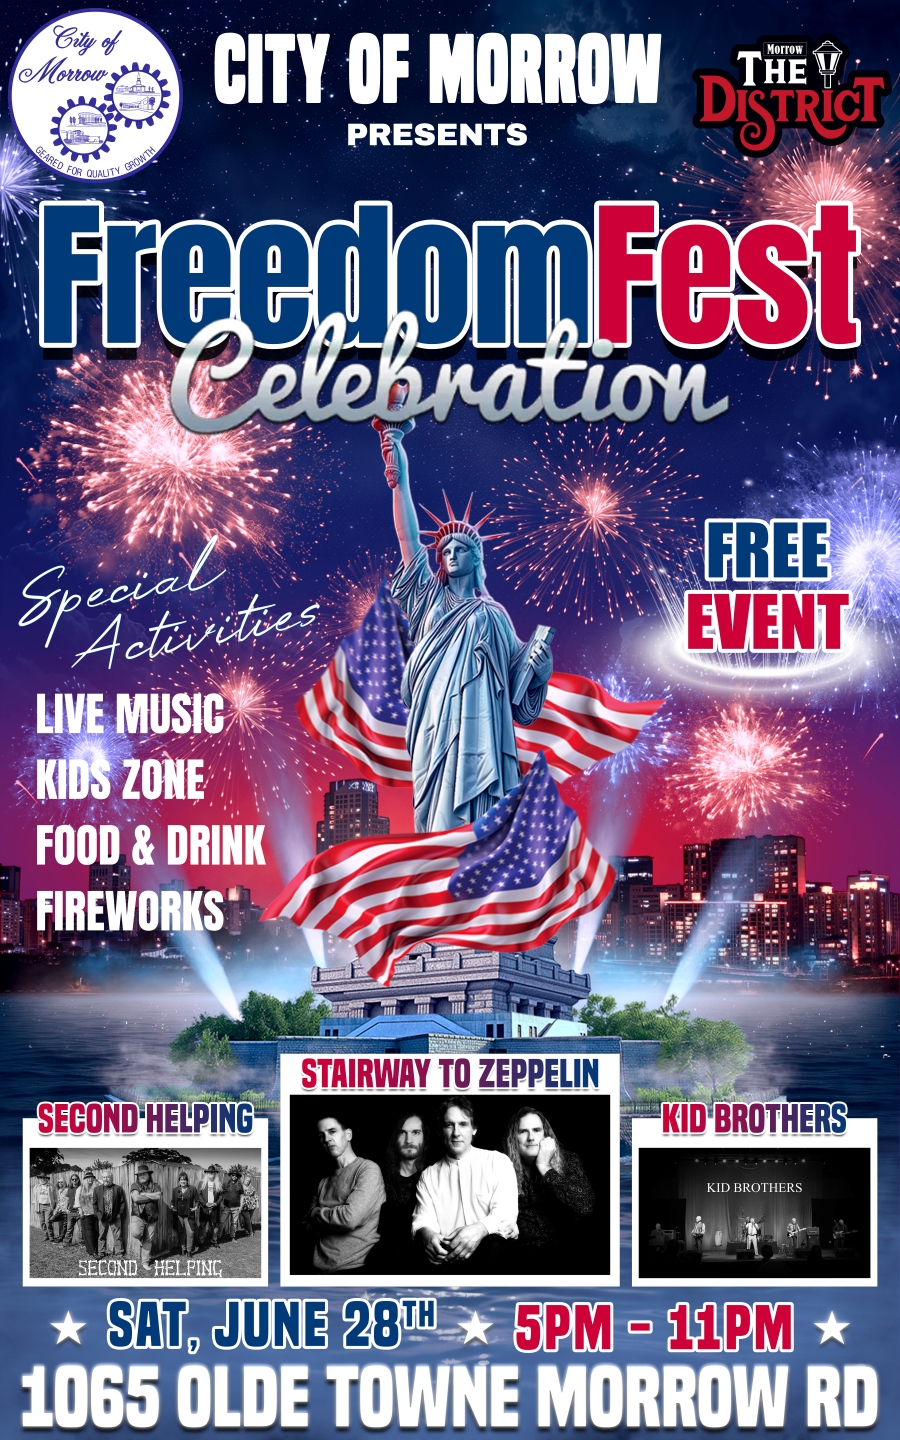 City of
Morrow
GEARED FOR QUALITY GROWTH
CITY OF MORROW
PRESENTS
Morrow
THE
DISTRICT
FreedomFest
Celebration
FREE
EVENT
Special
Activities
LIVE MUSIC
KIDS ZONE
FOOD & DRINK
FIREWORKS
STAIRWAY TO ZEPPELIN
SECOND HELPING
SECOND HELPING
KID BROTHERS
KID BROTHERS
SAT, JUNE 28TH ★ 5PM - 11PM
1065 OLDE TOWNE MORROW RD